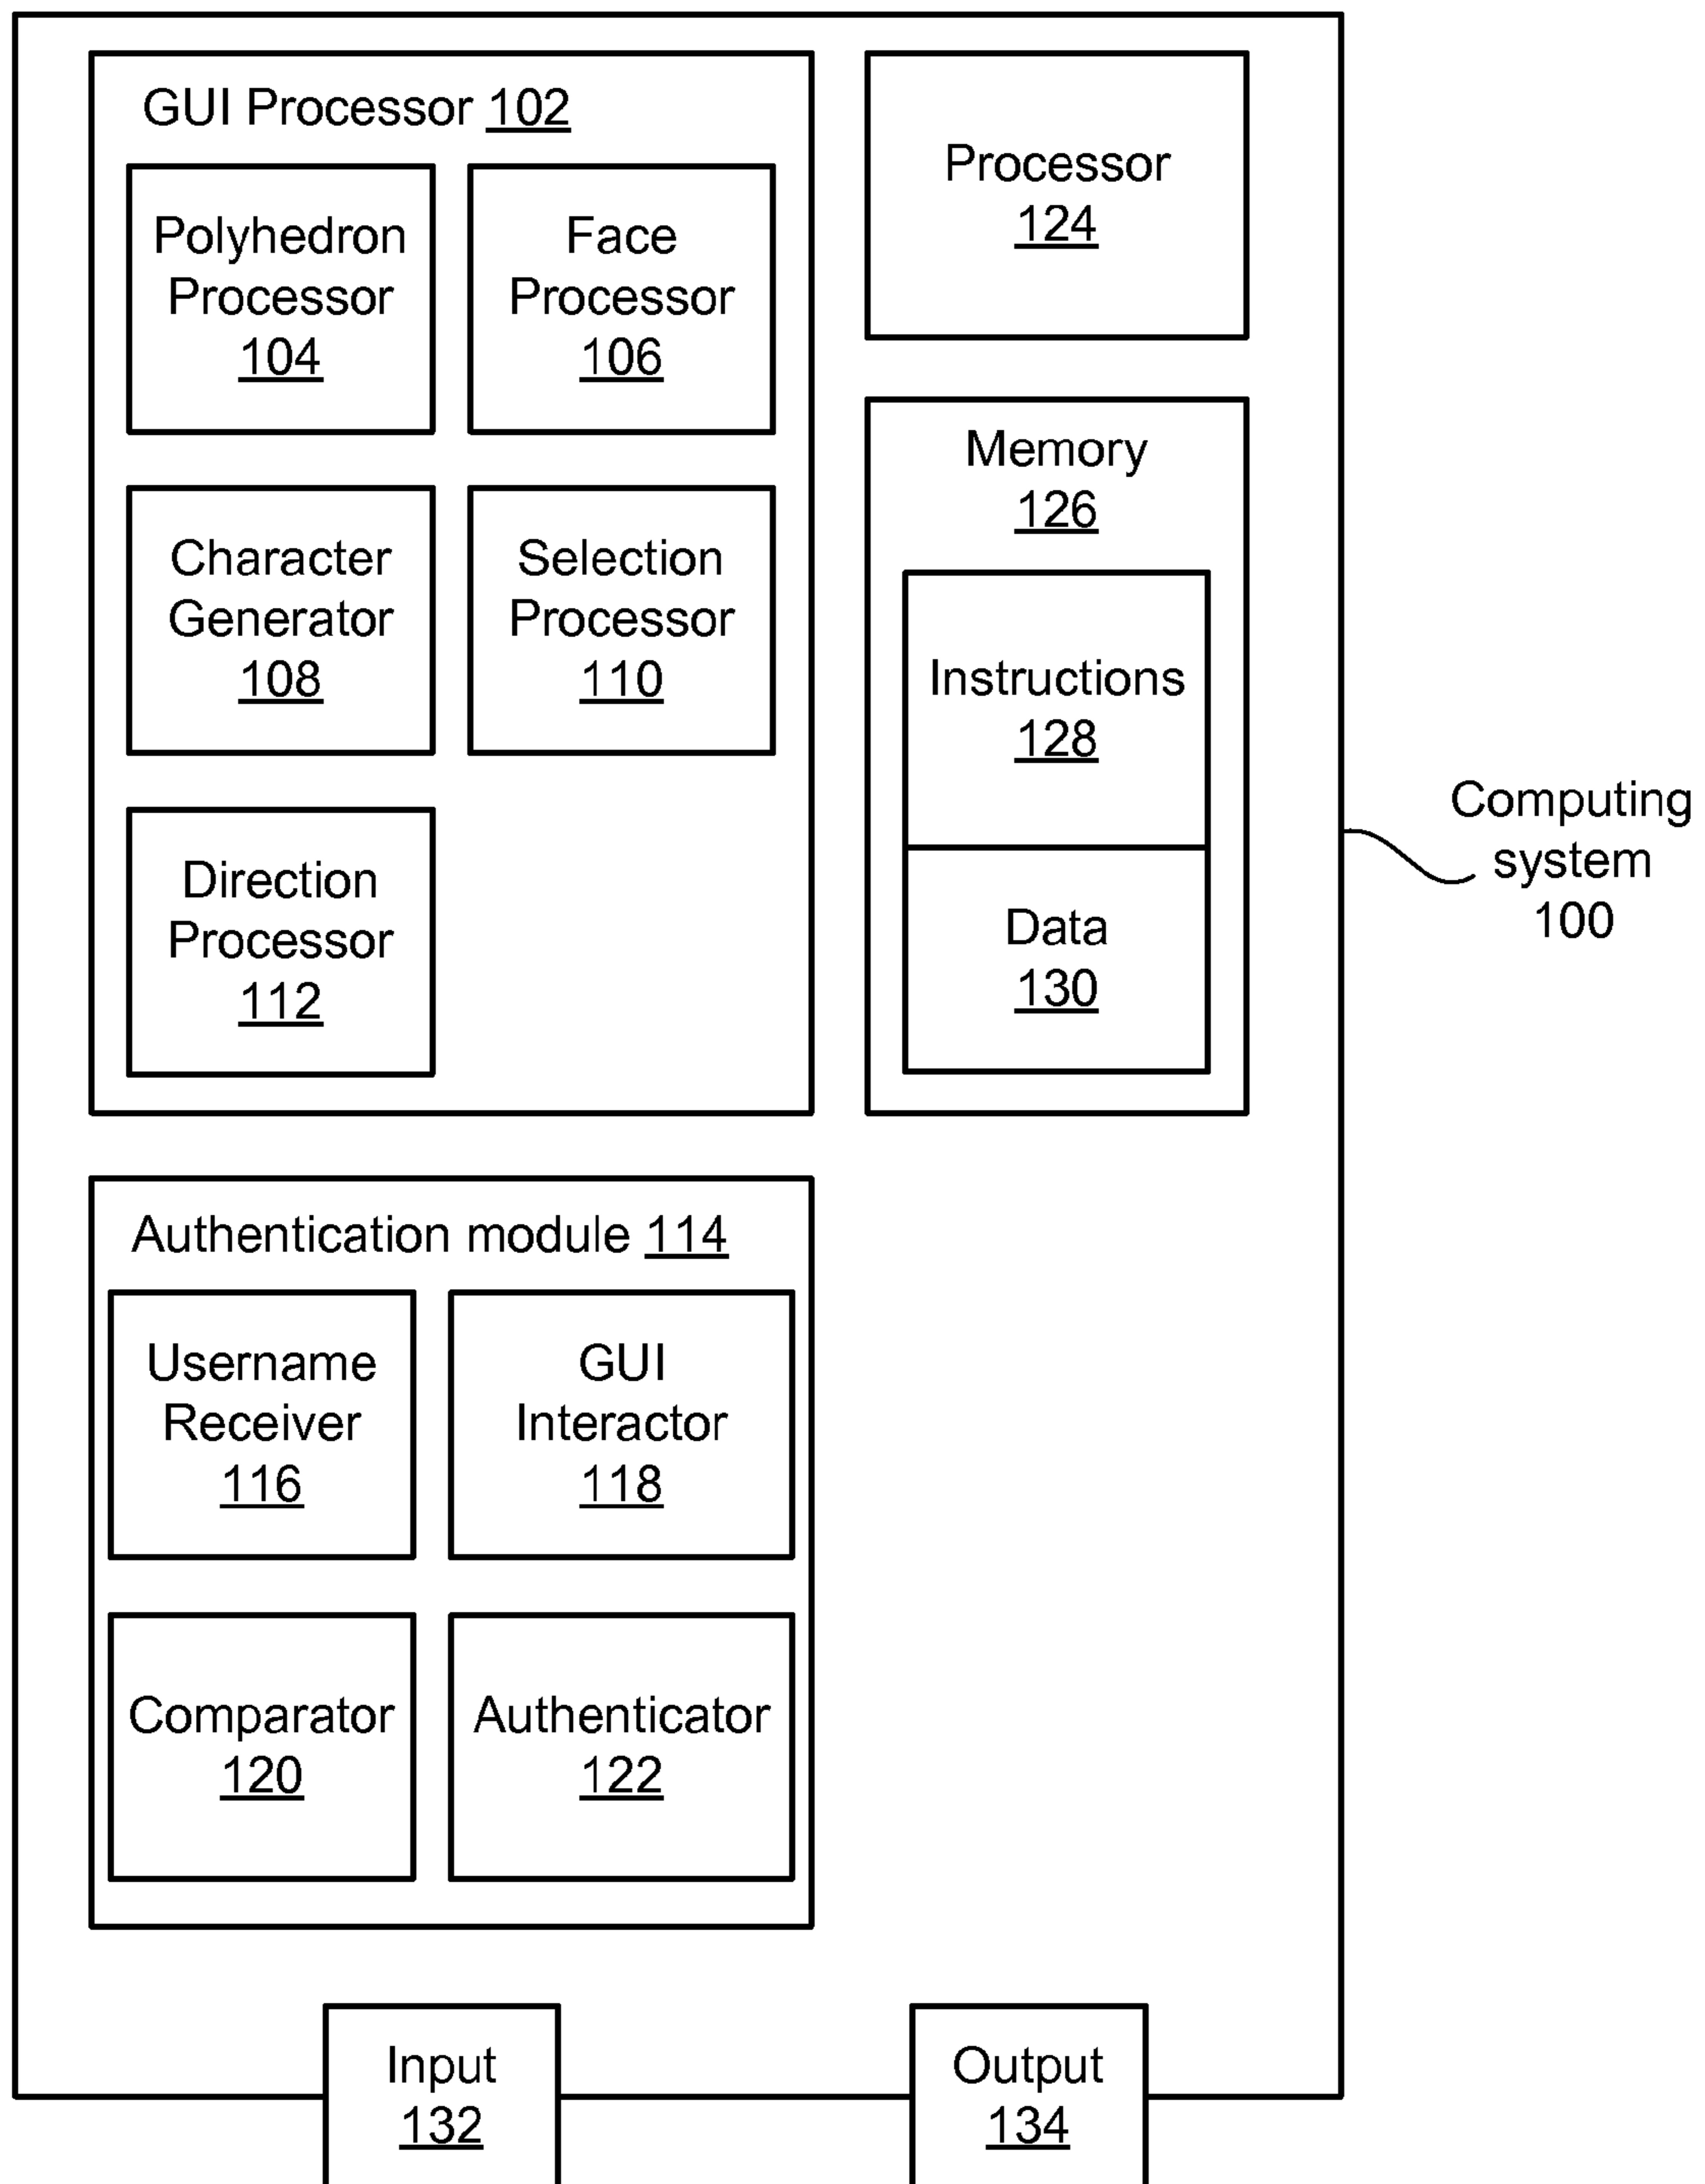 GUI Processor 102
Polyhedron
Processor
104
Face
Processor
106
Character
Generator
108
Selection
Processor
110
Direction
Processor
112
Processor
124
Memory
126
Instructions
128
Data
130
Computing
system
100
Authentication module 114
Username
Receiver
116
GUI
Interactor
118
Comparator
120
Authenticator
122
Input
132
Output
134